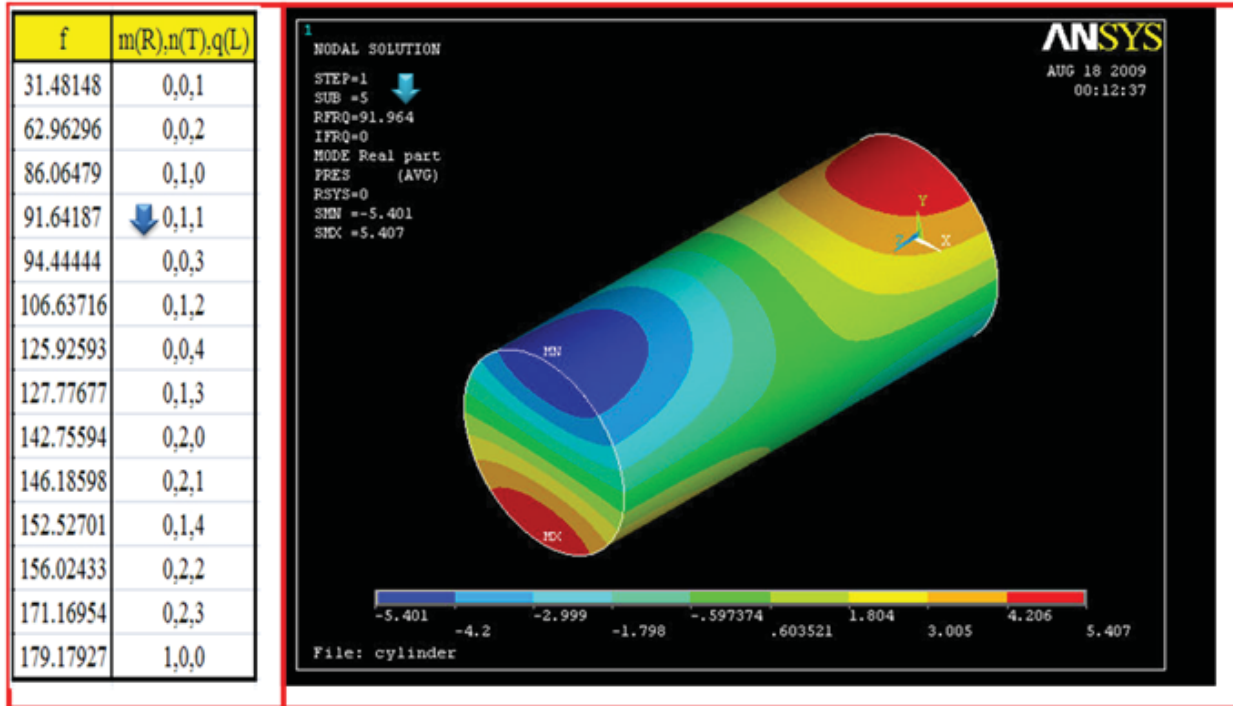 f m(R),n(T),q(L)
31.48148 0,0,1
62.96296 0,0,2
86.06479 0,1,0
91.64187 0,1,1
94.44444 0,0,3
106.63716 0,1,2
125.92593 0,0,4
127.77677 0,1,3
142.75594 0,2,0
146.18598 0,2,1
152.52701 0,1,4
156.02433 0,2,2
171.16954 0,2,3
179.17927 1,0,0
1
NODAL SOLUTION
STEP=1
SUB =5
RFRQ=91.964
IFRQ=0
MODE Real part
PRES (AVG)
RSYS=0
SMN =-5.401
SMX =5.407
ANSYS
AUG 18 2009
00:12:37
Y
Z X
MN
MX
-5.401 -2.999 -.597374 1.804 4.206
-4.2 -1.798 .603521 3.005 5.407
File: cylinder